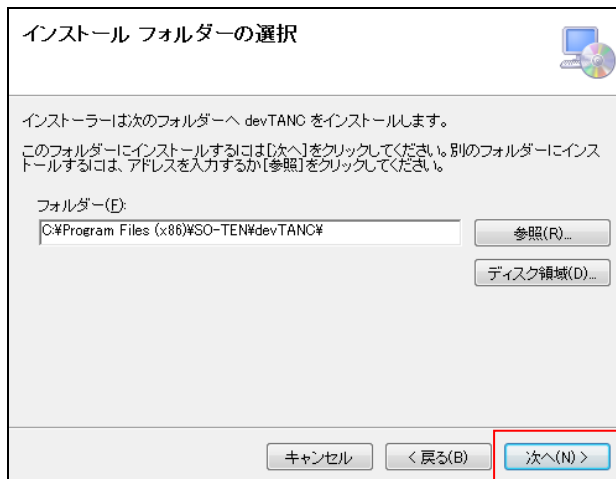 インストール フォルダーの選択
インストーラーは次のフォルダーへ devTANC をインストールします。
このフォルダーにインストールするには[次へ]をクリックしてください。別のフォルダーにインス
トールするには、アドレスを入力するか[参照]をクリックしてください。
フォルダー(F):
C:¥Program Files (x86)¥SO-TEN¥devTANC¥
参照(R)...
ディスク領域(D)...
キャンセル
< 戻る(B)
次へ(N) >